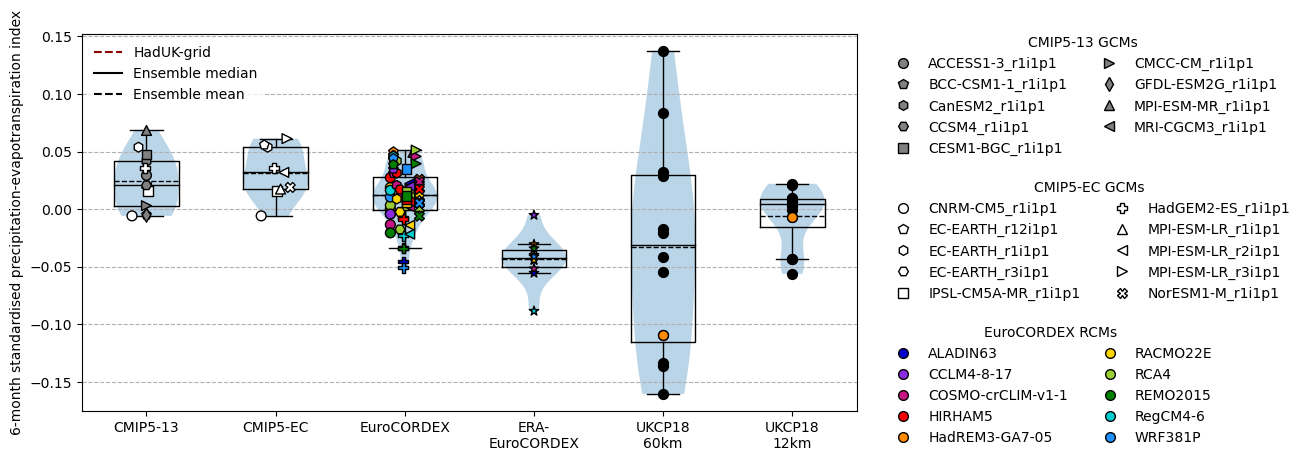 6-month standardised precipitation-evapotranspiration index
0.15
0.10
0.05
0.00
−0.05
−0.10
−0.15
HadUK-grid
Ensemble median
Ensemble mean
CMIP5-13
CMIP5-EC
EuroCORDEX
ERA-
EuroCORDEX
UKCP18
60km
UKCP18
12km
CMIP5-13 GCMs
ACCESS1-3_r1i1p1
BCC-CSM1-1_r1i1p1
CanESM2_r1i1p1
CCSM4_r1i1p1
CESM1-BGC_r1i1p1
CMCC-CM_r1i1p1
GFDL-ESM2G_r1i1p1
MPI-ESM-MR_r1i1p1
MRI-CGCM3_r1i1p1
CMIP5-EC GCMs
CNRM-CM5_r1i1p1
EC-EARTH_r12i1p1
EC-EARTH_r1i1p1
EC-EARTH_r3i1p1
IPSL-CM5A-MR_r1i1p1
HadGEM2-ES_r1i1p1
MPI-ESM-LR_r1i1p1
MPI-ESM-LR_r2i1p1
MPI-ESM-LR_r3i1p1
NorESM1-M_r1i1p1
EuroCORDEX RCMs
ALADIN63
CCLM4-8-17
COSMO-crCLIM-v1-1
HIRHAM5
HadREM3-GA7-05
RACMO22E
RCA4
REMO2015
RegCM4-6
WRF381P